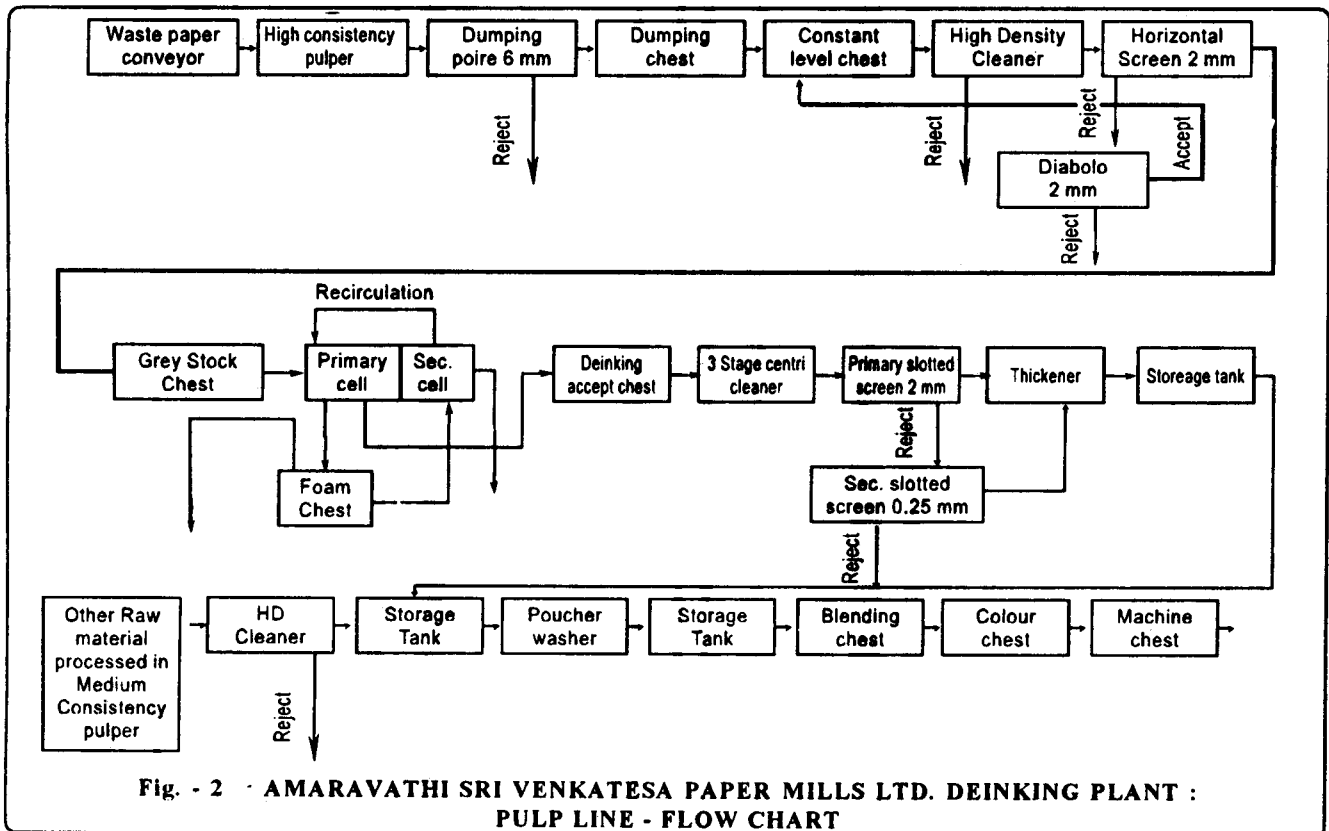 Waste paper
conveyor
High consistency
pulper
Dumping
poire 6 mm
Dumping
chest
Constant
level chest
High Density
Cleaner
Horizontal
Screen 2 mm
Reject
Reject
Reject
Accept
Diabolo
2 mm
Reject
Recirculation
Grey Stock
Chest
Primary
cell
Sec.
cell
Deinking
accept chest
3 Stage centri
cleaner
Primary slotted
screen 2 mm
Thickener
Storeage tank
Reject
Foam
Chest
Sec. slotted
screen 0.25 mm
Reject
Other Raw
material
processed in
Medium
Consistency
pulper
HD
Cleaner
Storage
Tank
Poucher
washer
Storage
Tank
Blending
chest
Colour
chest
Machine
chest
Reject
Fig. - 2 - AMARAVATHI SRI VENKATESA PAPER MILLS LTD. DEINKING PLANT :
PULP LINE - FLOW CHART